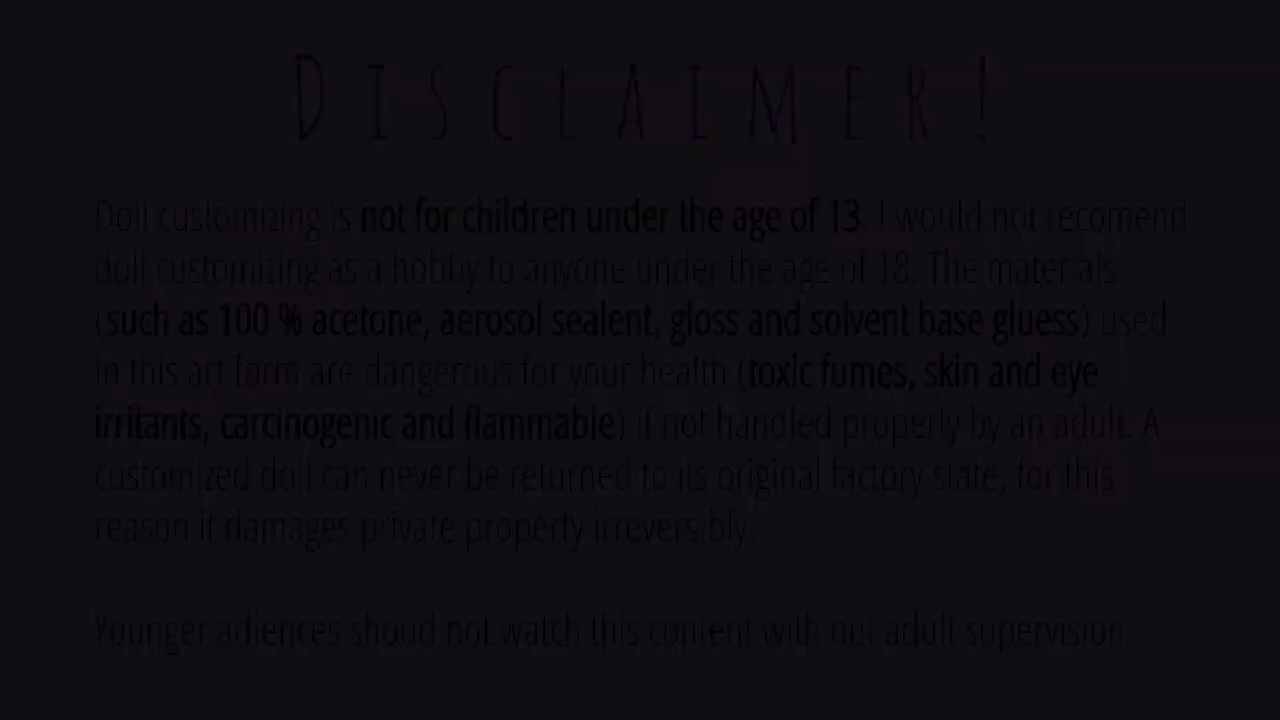 Disclaimer!
Doll customizing is not for children under the age of 13. I would not recomend
doll customizing as a hobby to anyone under the age of 18. The materials
(such as 100 % acetone, aerosol sealent, gloss and solvent base gluess) used
in this art form are dangerous for your health (toxic fumes, skin and eye
irritants, carcinogenic and flammable) if not handled properly by an adult. A
customized doll can never be returned to its original factory state, for this
reason it damages private property irreversibly.
Younger adiences shoud not watch this content with out adult supervision.